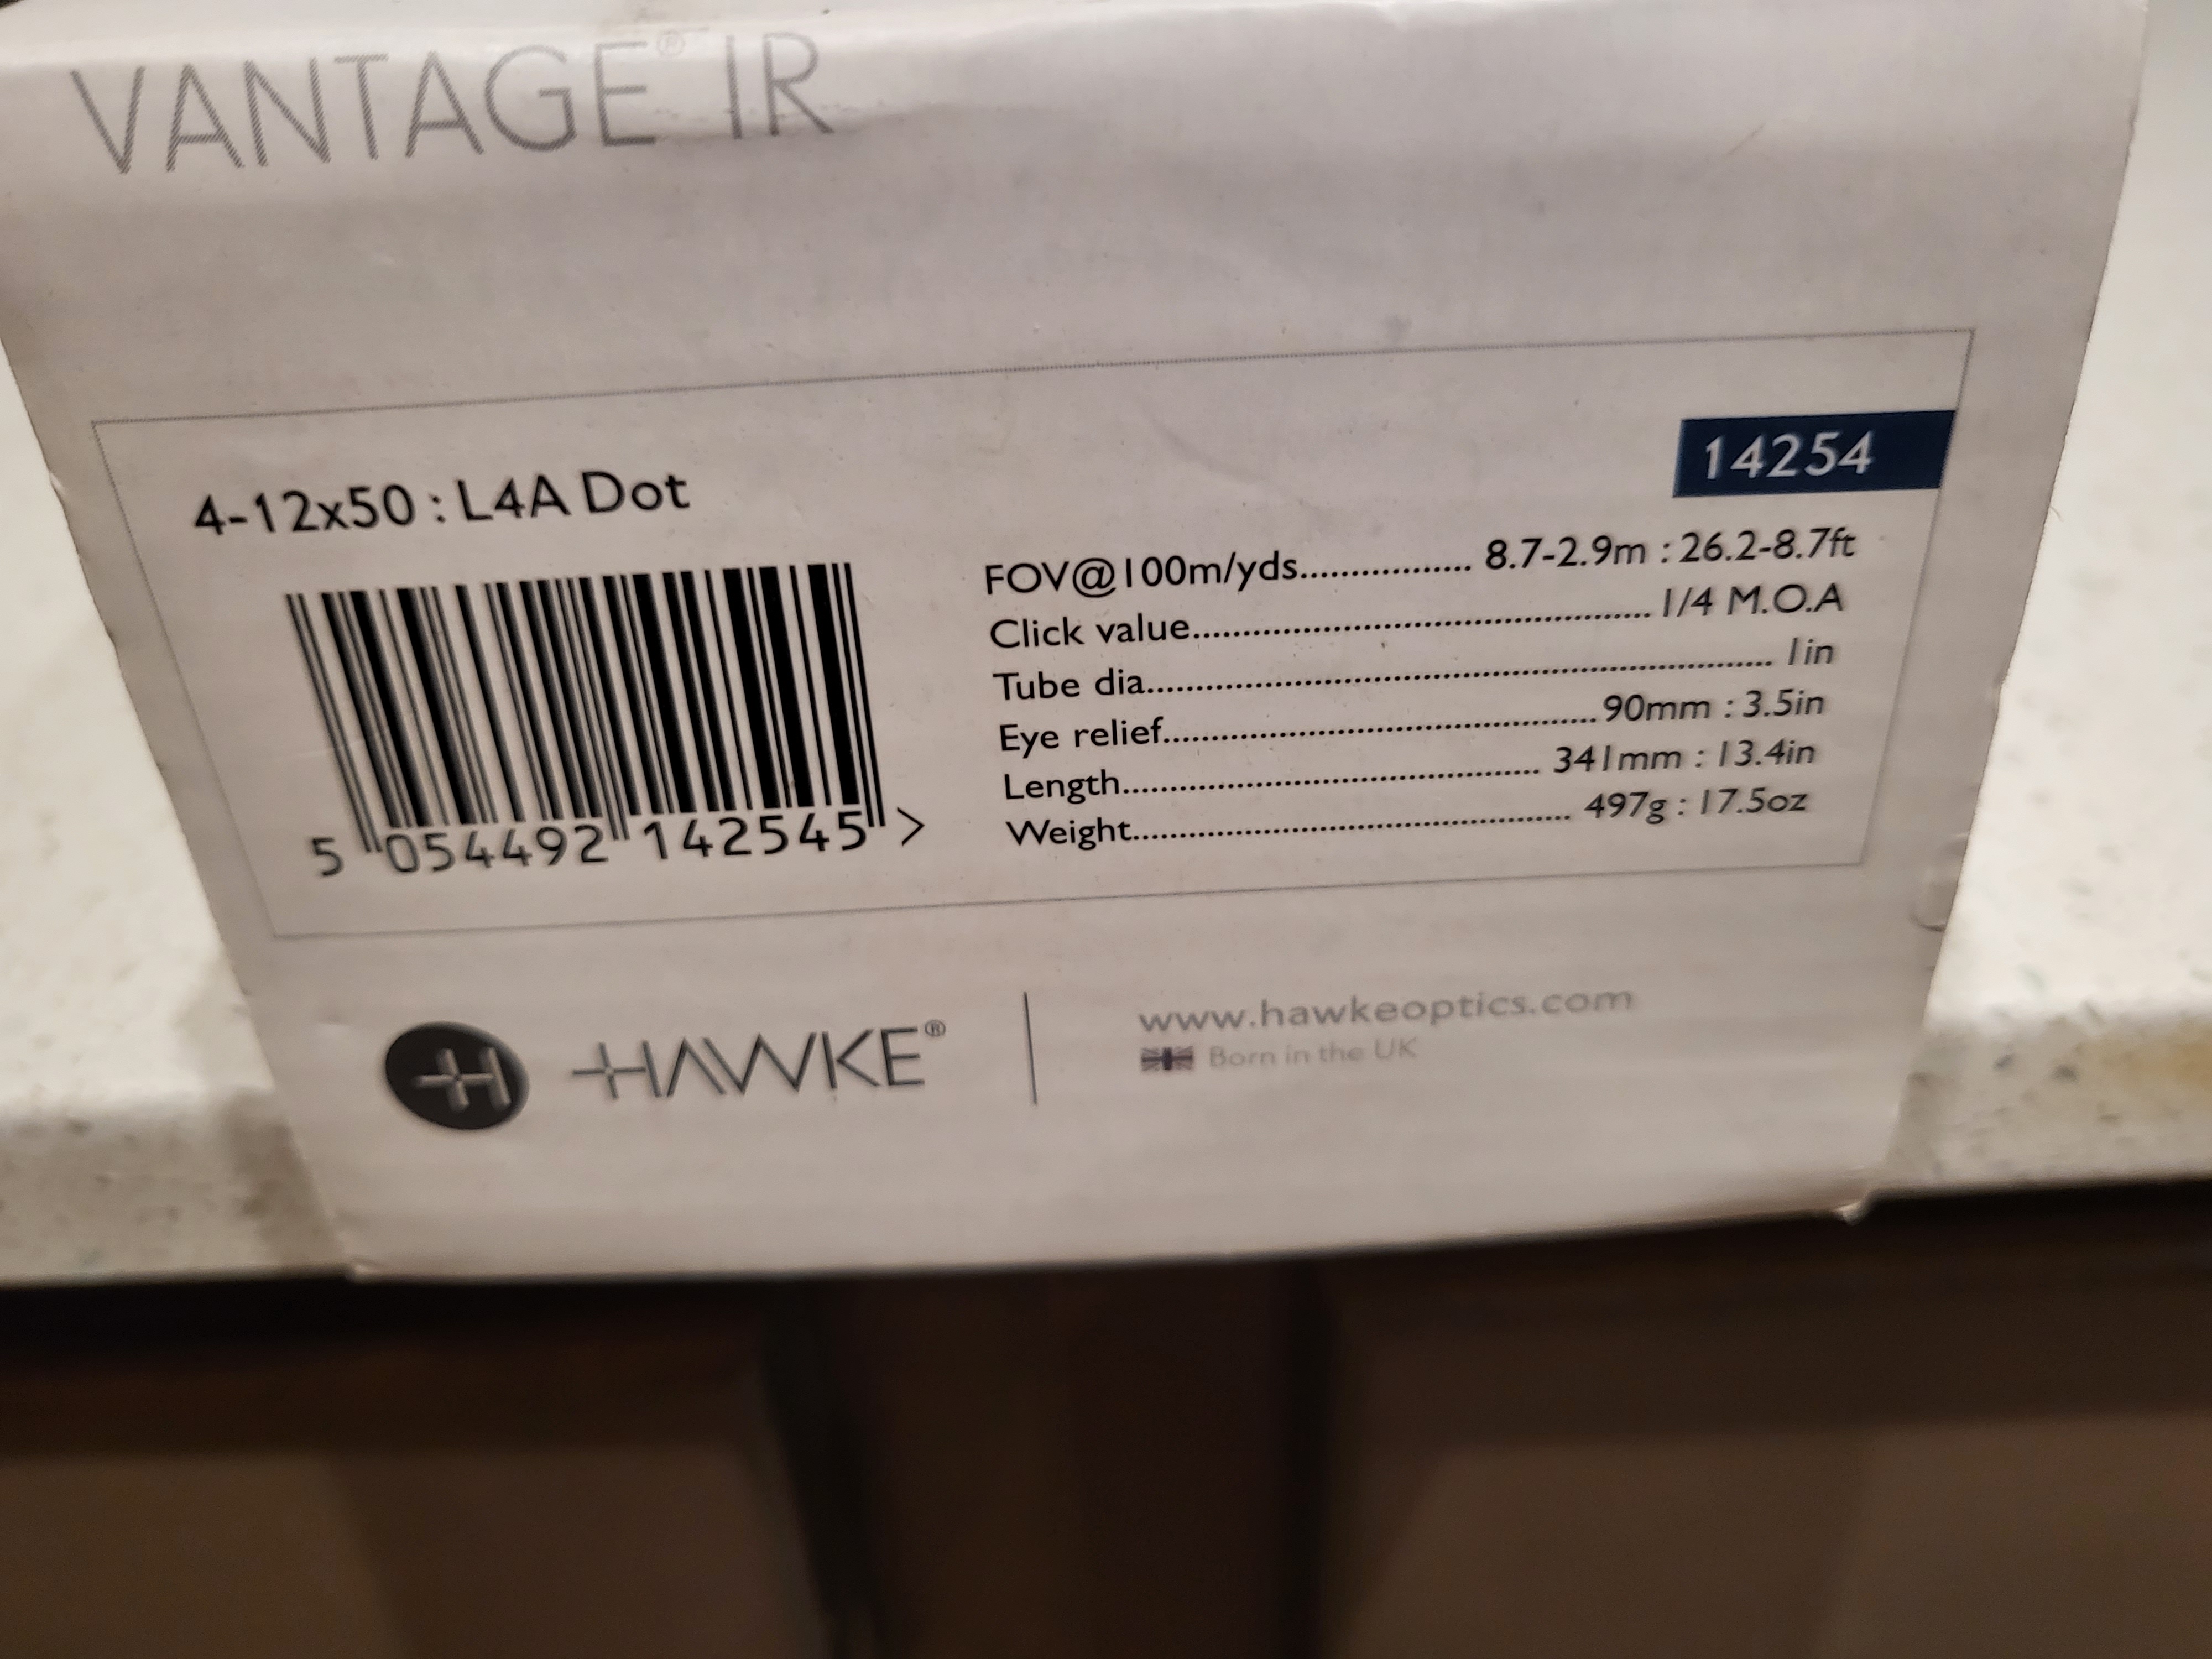 VANTAGE® IR
14254
4-12x50 : L4A Dot
5 054492 142545 >
FOV@100m/yds................. 8.7-2.9m : 26.2-8.7ft
Click value............................................. 1/4 M.O.A
Tube dia.............................................................. 1in
Eye relief.......................................... 90mm : 3.5in
Length......................................... 341mm : 13.4in
Weight........................................... 497g : 17.5oz
HAWKE®
www.hawkeoptics.com
Born in the UK